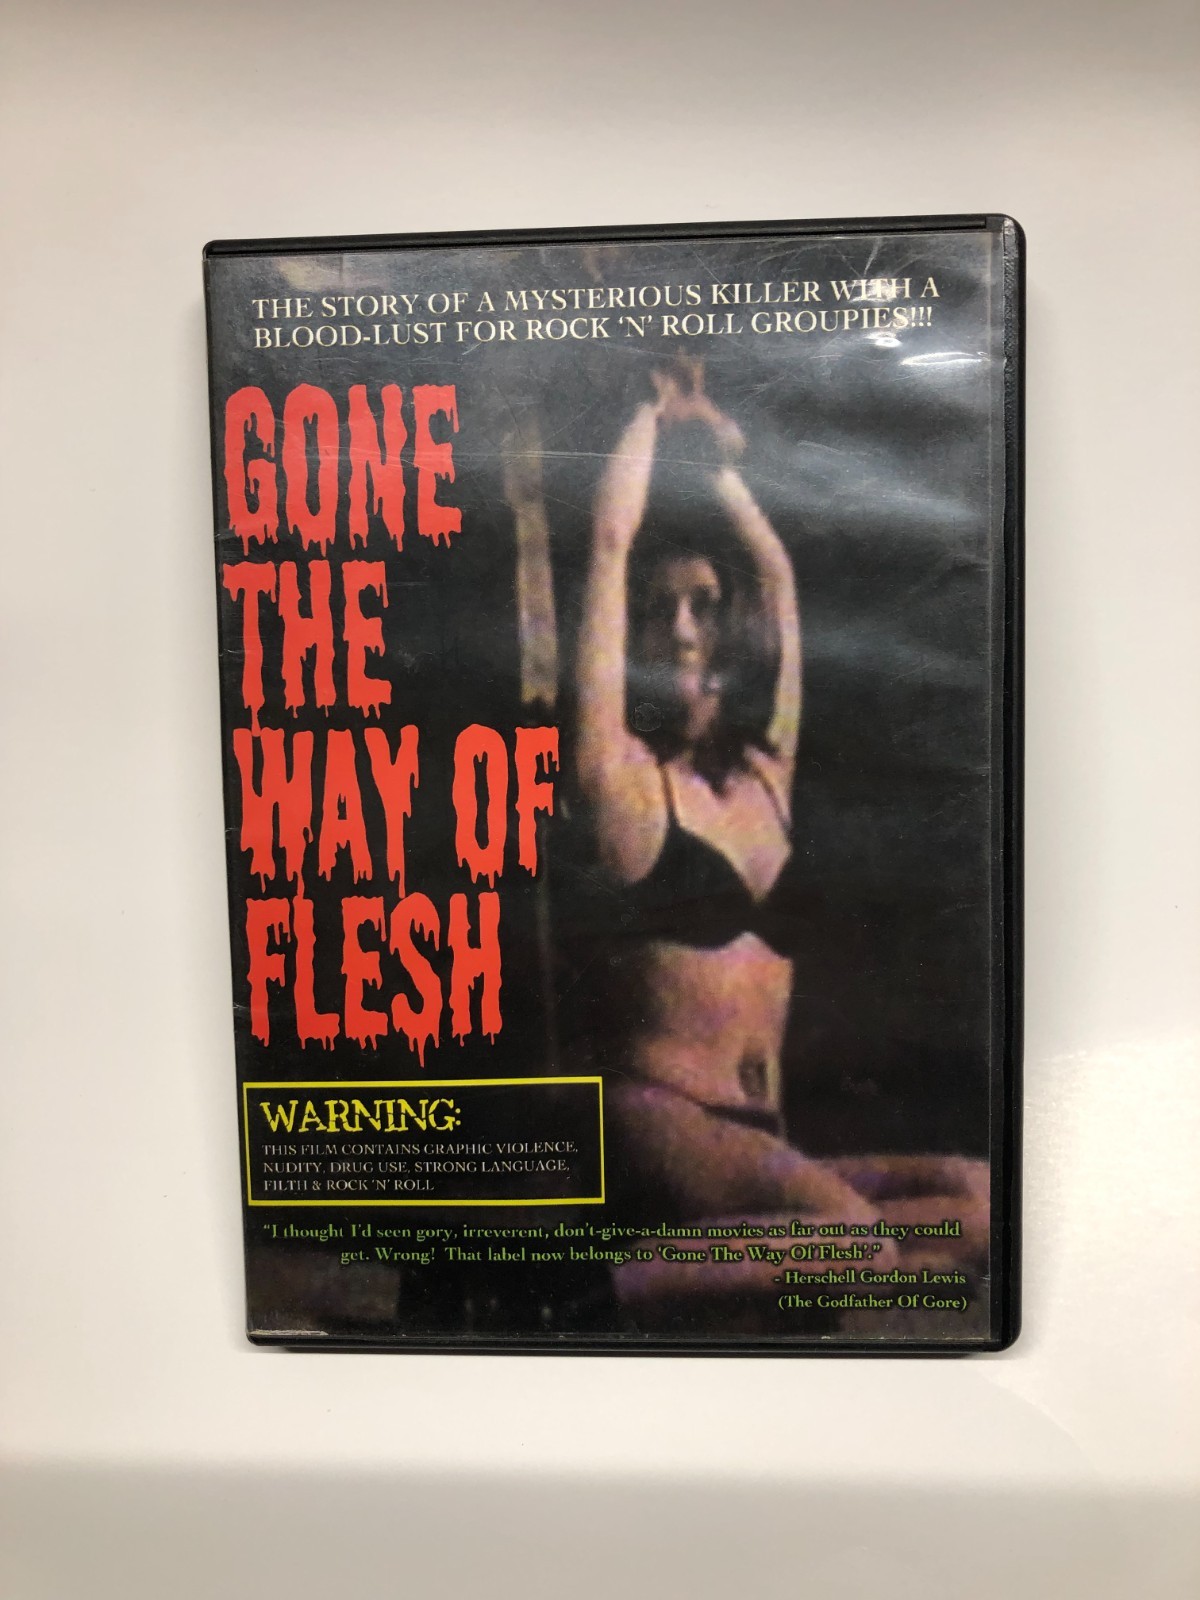 THE STORY OF A MYSTERIOUS KILLER WITH A
BLOOD-LUST FOR ROCK 'N' ROLL GROUPIES!!!
GONE
THE
WAY OF
FLESH
WARNING:
THIS FILM CONTAINS GRAPHIC VIOLENCE,
NUDITY, DRUG USE, STRONG LANGUAGE,
FILTH & ROCK 'N' ROLL
"I thought I'd seen gory, irreverent, don't-give-a-damn movies as far out as they could
get. Wrong! That label now belongs to 'Gone The Way Of Flesh'."
- Herschell Gordon Lewis
(The Godfather Of Gore)